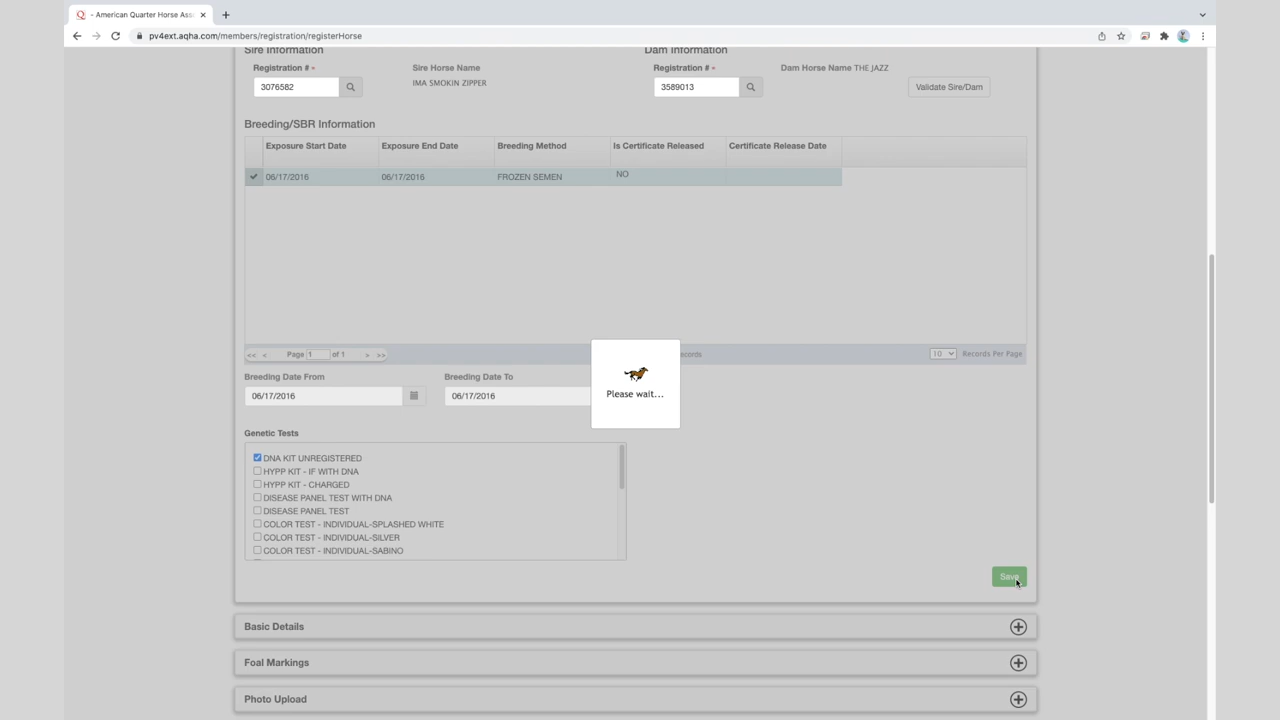 - American Quarter Horse Ass
pv4ext.aqha.com/members/registration/registerHorse
Sire Information
Dam Information
Registration # *
Sire Horse Name
Registration # *
Dam Horse Name THE JAZZ
3076582
IMA SMOKIN ZIPPER
3589013
Validate Sire/Dam
Breeding/SBR Information
Exposure Start Date
Exposure End Date
Breeding Method
Is Certificate Released
Certificate Release Date
06/17/2016
06/17/2016
FROZEN SEMEN
NO
<< < Page 1 of 1 > >>
ecords
10
Records Per Page
Please wait...
Breeding Date From
Breeding Date To
06/17/2016
06/17/2016
Genetic Tests
DNA KIT UNREGISTERED
HYPP KIT - IF WITH DNA
HYPP KIT - CHARGED
DISEASE PANEL TEST WITH DNA
DISEASE PANEL TEST
COLOR TEST - INDIVIDUAL-SPLASHED WHITE
COLOR TEST - INDIVIDUAL-SILVER
COLOR TEST - INDIVIDUAL-SABINO
Save
Basic Details
Foal Markings
Photo Upload